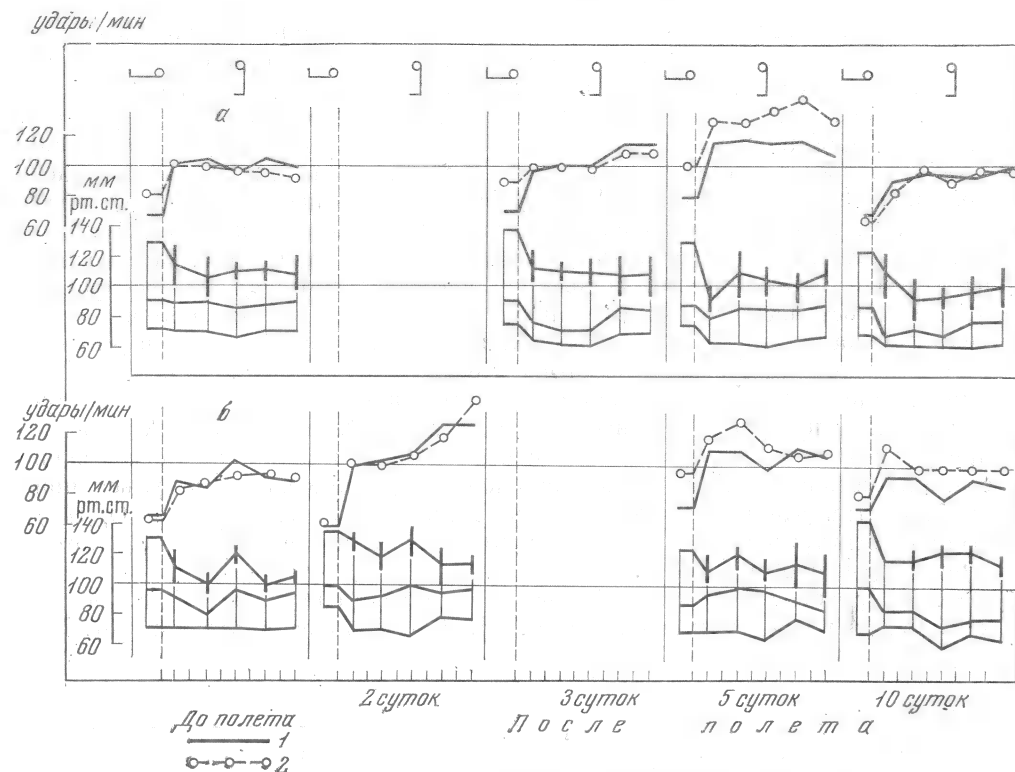 удары/мин
а
120
100
80
60
мм
рт.ст.
140
120
100
80
60
удары/мин
б
120
100
80
60
мм
рт.ст.
140
120
100
80
60
До полета
2 суток
3 суток
5 суток
10 суток
После полета
1
2